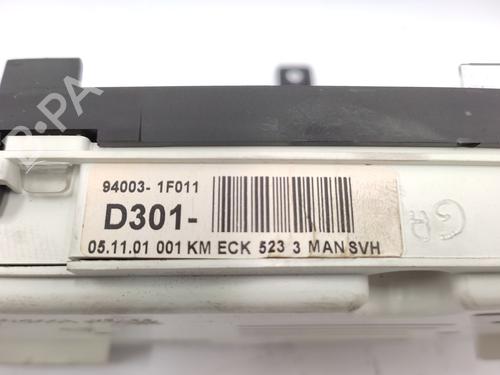 94003- 1F011
D301-
05.11.01 001 KM ECK 523 3 MAN SVH